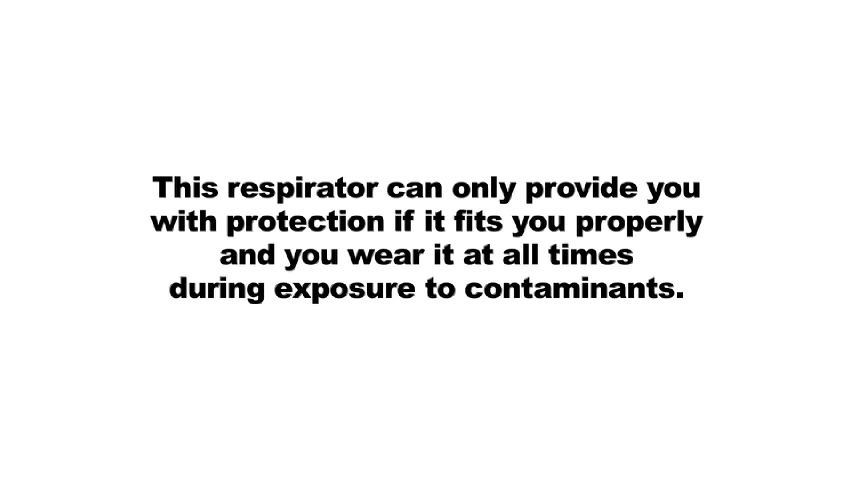 This respirator can only provide you
with protection if it fits you properly
and you wear it at all times
during exposure to contaminants.